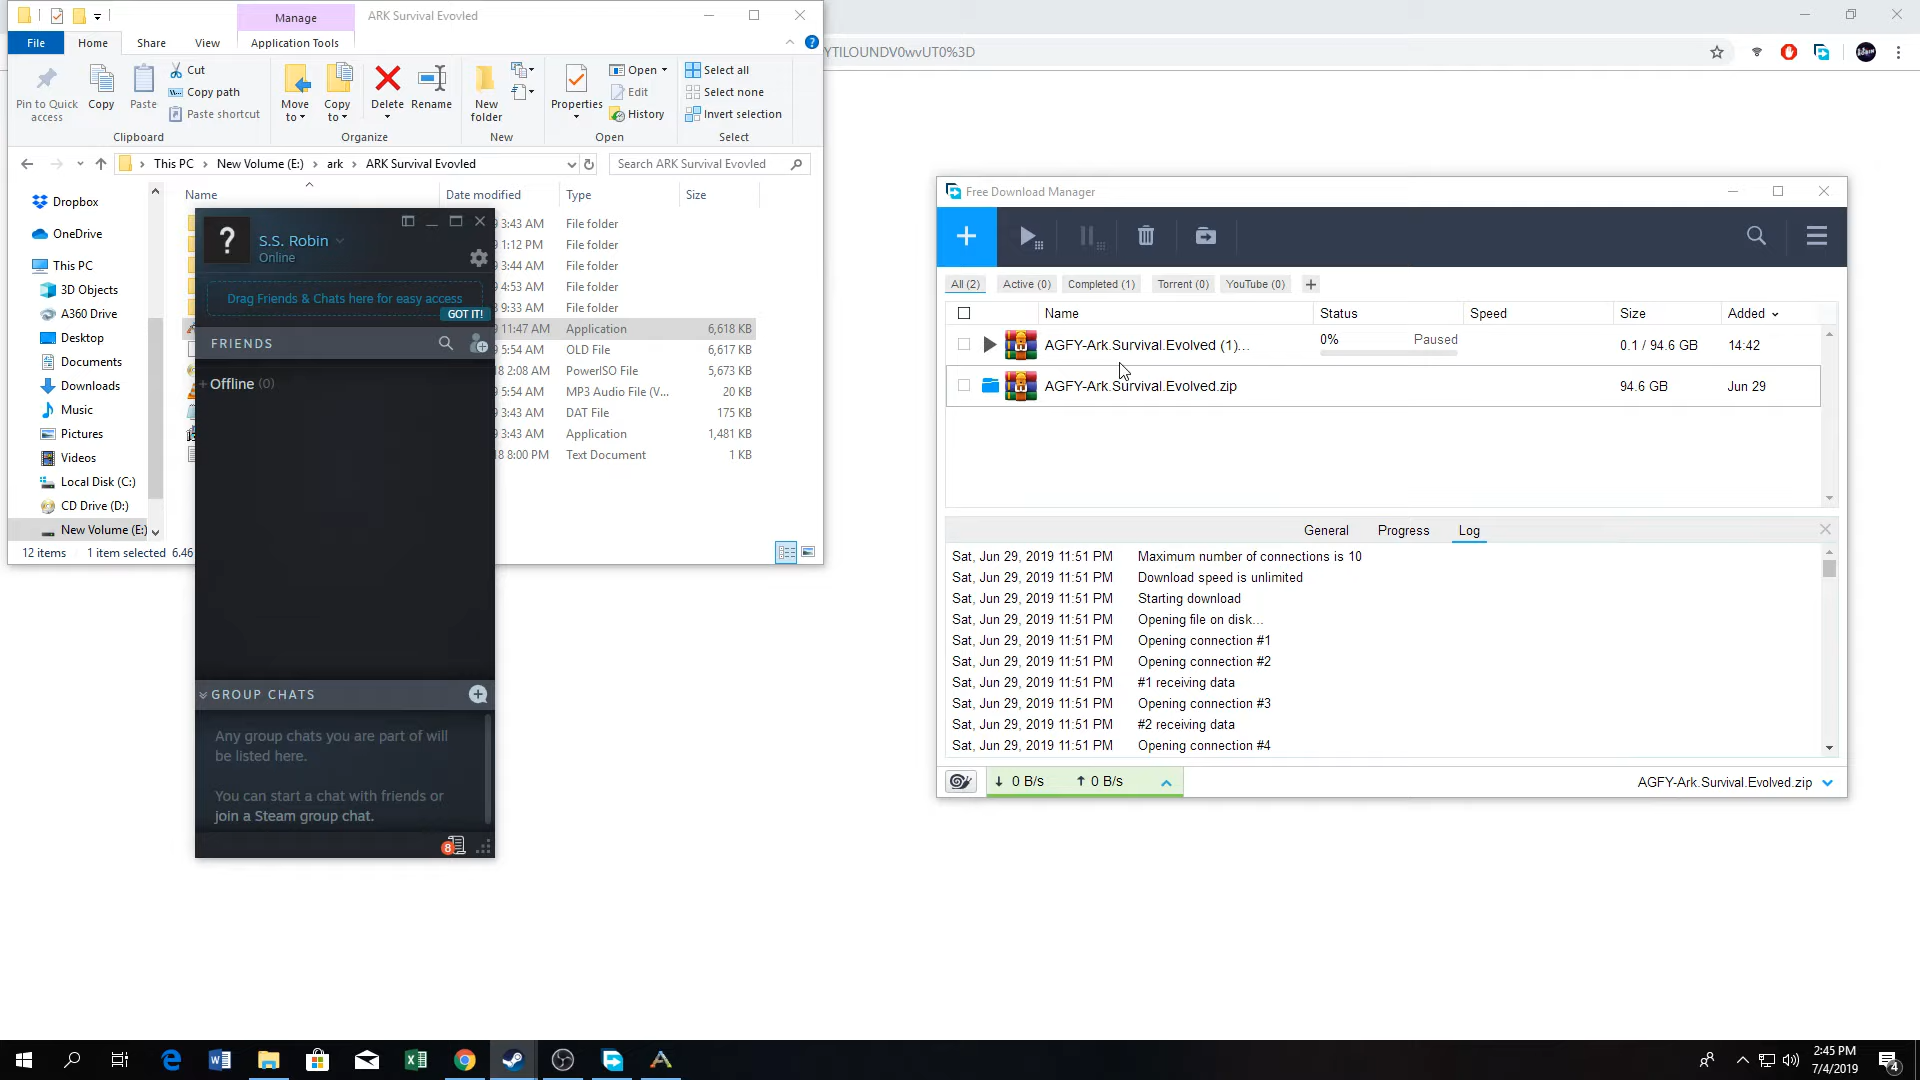 Manage
ARK Survival Evovled
File
Home
Share
View
Application Tools
Pin to Quick access
Copy
Paste
Cut
Copy path
Paste shortcut
Clipboard
Move to
Copy to
Delete
Rename
Organize
New folder
New
Properties
Open
Edit
History
Open
Select all
Select none
Invert selection
Select
This PC
New Volume (E:)
ark
ARK Survival Evovled
Search ARK Survival Evovled
Name
Date modified
Type
Size
Dropbox
OneDrive
This PC
3D Objects
A360 Drive
Desktop
Documents
Downloads
Music
Pictures
Videos
Local Disk (C:)
CD Drive (D:)
New Volume (E:)
3:43 AM File folder
1:12 PM File folder
3:44 AM File folder
4:53 AM File folder
9:33 AM File folder
11:47 AM Application 6,618 KB
5:54 AM OLD File 6,617 KB
2:08 AM PowerISO File 5,673 KB
5:54 AM MP3 Audio File (V... 20 KB
3:43 AM DAT File 175 KB
3:43 AM Application 1,481 KB
8:00 PM Text Document 1 KB
12 items 1 item selected 6.46
?
S.S. Robin
Online
Drag Friends & Chats here for easy access
GOT IT!
FRIENDS
+ Offline (0)
GROUP CHATS
Any group chats you are part of will
be listed here.
You can start a chat with friends or
join a Steam group chat.
8
YTILOUNDV0wvUT0%3D
Free Download Manager
All (2)
Active (0)
Completed (1)
Torrent (0)
YouTube (0)
+
Name Status Speed Size Added
AGFY-Ark.Survival.Evolved (1)... 0% Paused 0.1 / 94.6 GB 14:42
AGFY-Ark.Survival.Evolved.zip 94.6 GB Jun 29
General Progress Log
Sat, Jun 29, 2019 11:51 PM Maximum number of connections is 10
Sat, Jun 29, 2019 11:51 PM Download speed is unlimited
Sat, Jun 29, 2019 11:51 PM Starting download
Sat, Jun 29, 2019 11:51 PM Opening file on disk...
Sat, Jun 29, 2019 11:51 PM Opening connection #1
Sat, Jun 29, 2019 11:51 PM Opening connection #2
Sat, Jun 29, 2019 11:51 PM #1 receiving data
Sat, Jun 29, 2019 11:51 PM Opening connection #3
Sat, Jun 29, 2019 11:51 PM #2 receiving data
Sat, Jun 29, 2019 11:51 PM Opening connection #4
0 B/s 0 B/s
AGFY-Ark.Survival.Evolved.zip
2:45 PM
7/4/2019
4